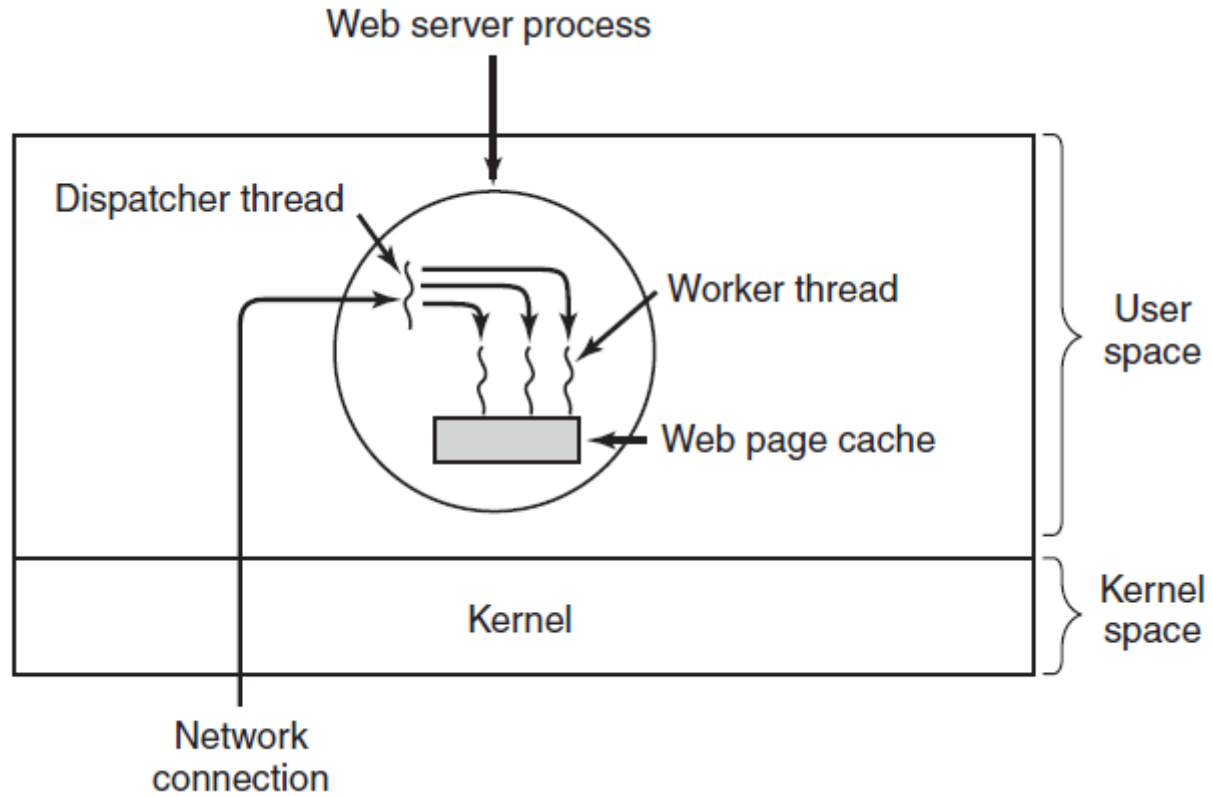 Web server process
Dispatcher thread
Worker thread
Web page cache
User
space
Kernel
Kernel
space
Network
connection